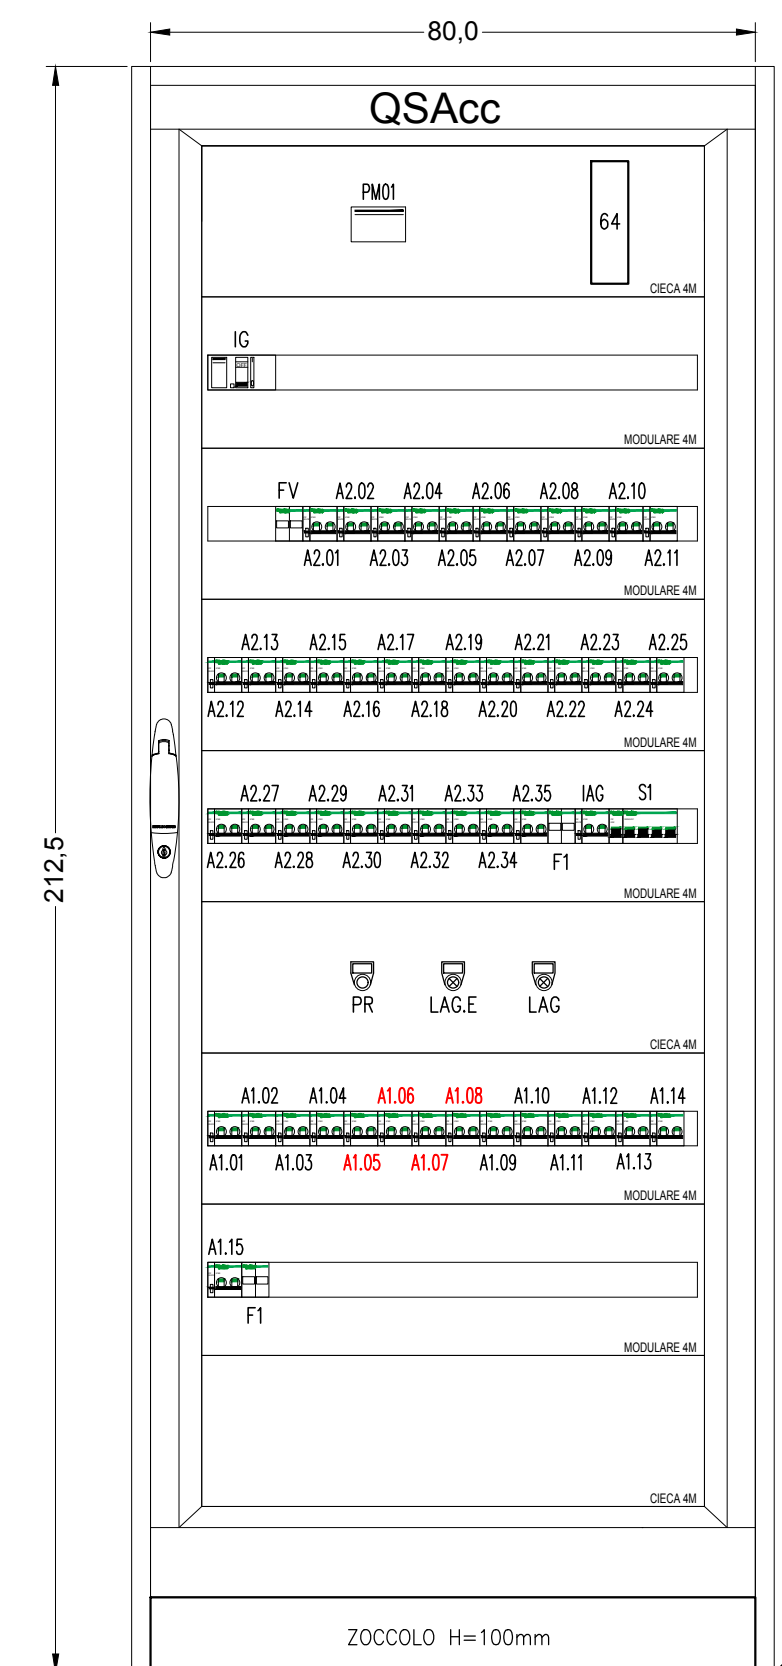 80,0
QSAcc
PM01
64
CIECA 4M
IG
OFF
MODULARE 4M
FV A2.02 A2.04 A2.06 A2.08 A2.10
A2.01 A2.03 A2.05 A2.07 A2.09 A2.11
MODULARE 4M
A2.13 A2.15 A2.17 A2.19 A2.21 A2.23 A2.25
A2.12 A2.14 A2.16 A2.18 A2.20 A2.22 A2.24
MODULARE 4M
A2.27 A2.29 A2.31 A2.33 A2.35 IAG S1
A2.26 A2.28 A2.30 A2.32 A2.34 F1
MODULARE 4M
212,5
PR LAG.E LAG
CIECA 4M
A1.02 A1.04 A1.06 A1.08 A1.10 A1.12 A1.14
A1.01 A1.03 A1.05 A1.07 A1.09 A1.11 A1.13
MODULARE 4M
A1.15
F1
MODULARE 4M
CIECA 4M
ZOCCOLO H=100mm